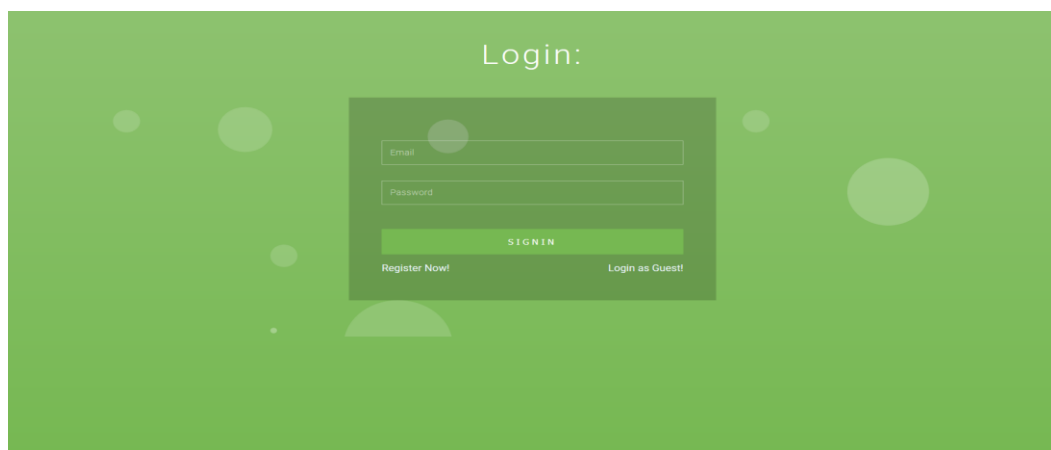 Login:
Email
Password
SIGNIN
Register Now! Login as Guest!